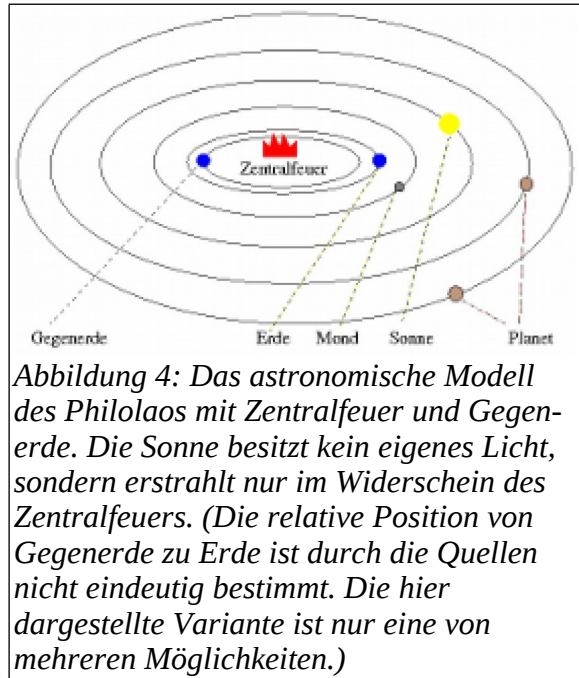 Zentralfeuer
Gegenerde Erde Mond Sonne Planet
Abbildung 4: Das astronomische Modell
des Philolaos mit Zentralfeuer und Gegen-
erde. Die Sonne besitzt kein eigenes Licht,
sondern erstrahlt nur im Widerschein des
Zentralfeuers. (Die relative Position von
Gegenerde zu Erde ist durch die Quellen
nicht eindeutig bestimmt. Die hier
dargestellte Variante ist nur eine von
mehreren Möglichkeiten.)